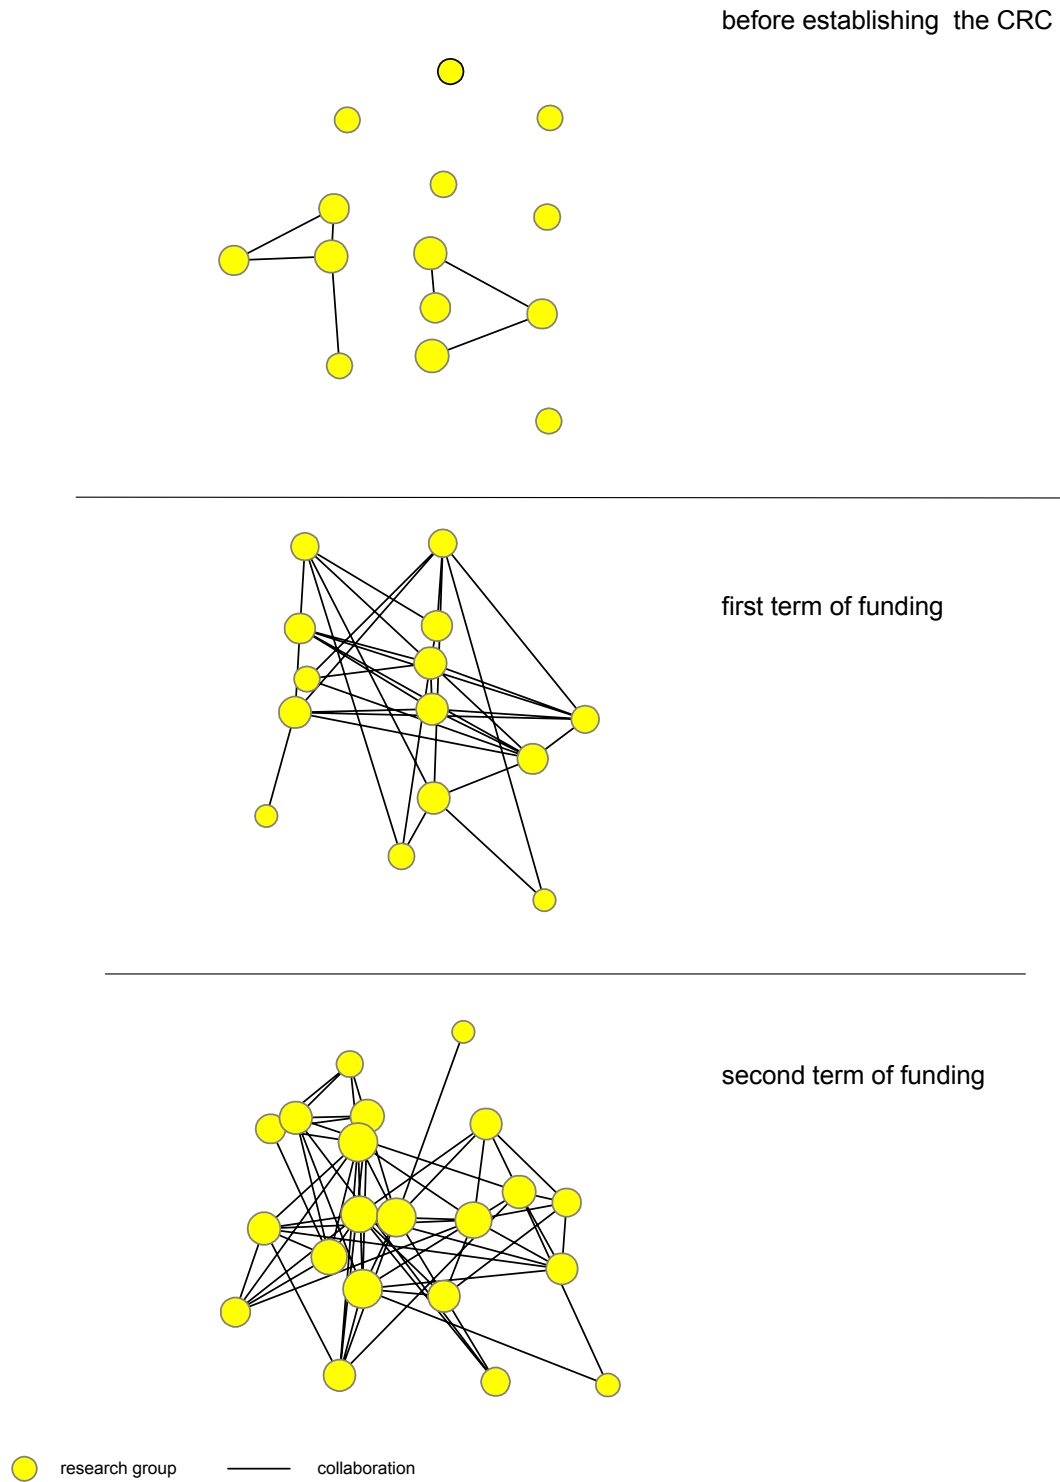 before establishing the CRC
first term of funding
second term of funding
research group
collaboration